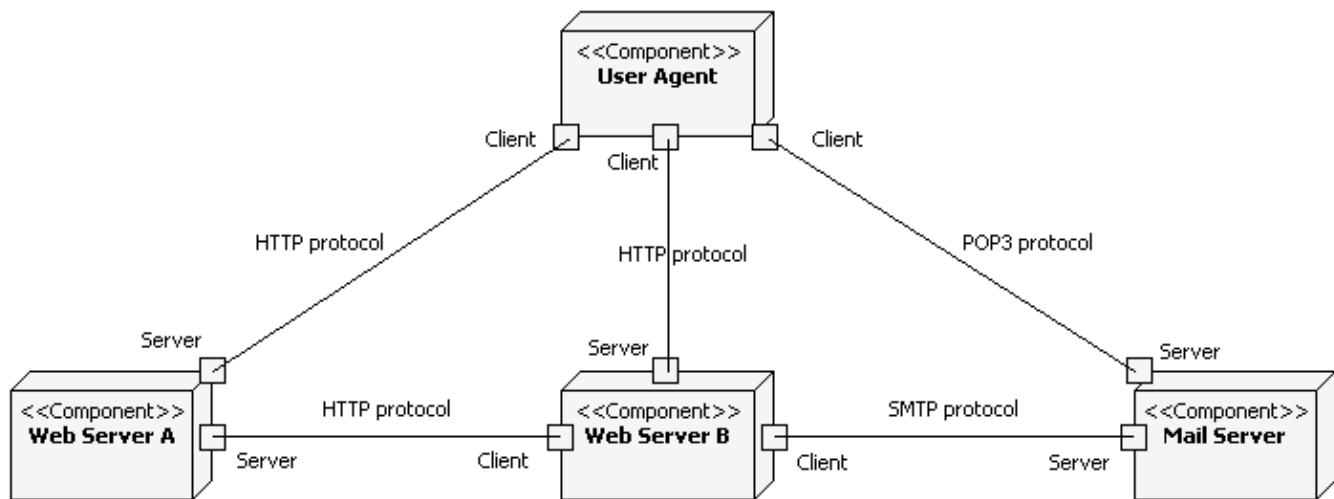 <<Component>>
User Agent
Client
Client
Client
HTTP protocol
HTTP protocol
POP3 protocol
Server
Server
Server
<<Component>>
Web Server A
HTTP protocol
<<Component>>
Web Server B
SMTP protocol
<<Component>>
Mail Server
Server
Client
Client
Server